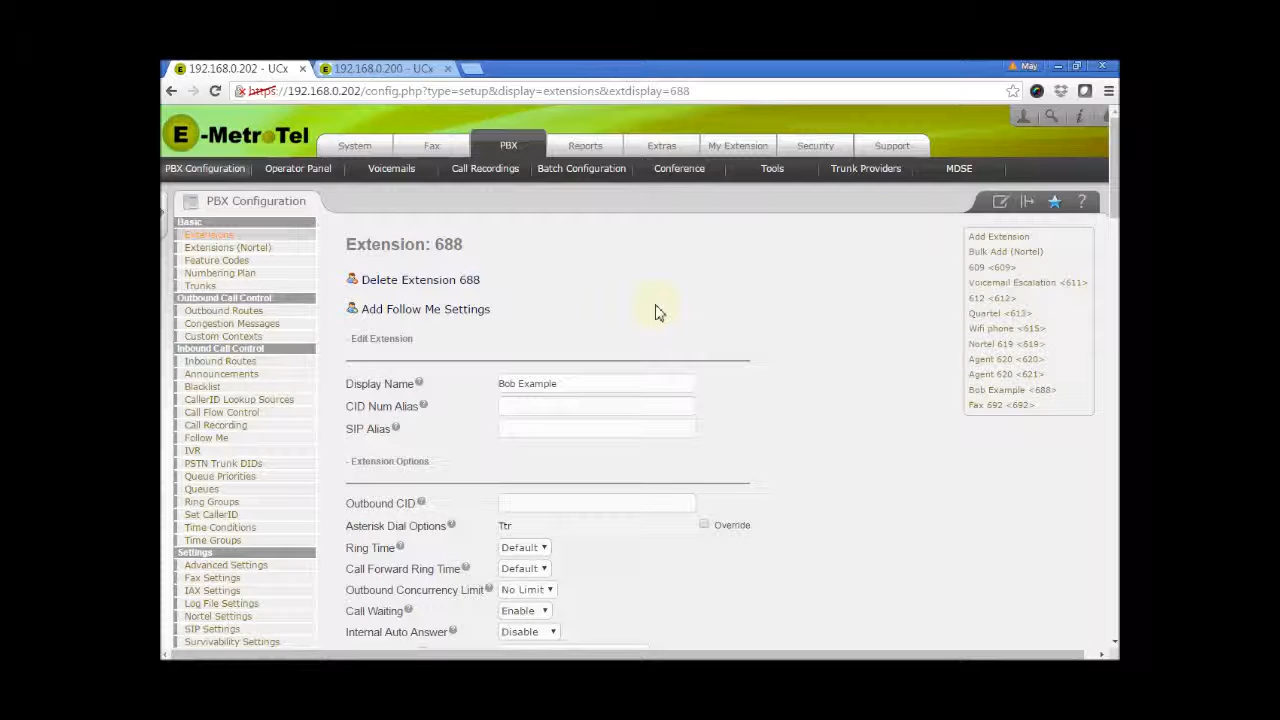 192.168.0.202 - UCx
192.168.0.200 - UCx
May
https://192.168.0.202/config.php?type=setup&display=extensions&extdisplay=688
E-MetroTel
System Fax PBX Reports Extras My Extension Security Support
PBX Configuration Operator Panel Voicemails Call Recordings Batch Configuration Conference Tools Trunk Providers MDSE
PBX Configuration
Basic
Extensions
Extensions (Nortel)
Feature Codes
Numbering Plan
Trunks
Outbound Call Control
Outbound Routes
Congestion Messages
Custom Contexts
Inbound Call Control
Inbound Routes
Announcements
Blacklist
CallerID Lookup Sources
Call Flow Control
Call Recording
Follow Me
IVR
PSTN Trunk DIDs
Queue Priorities
Queues
Ring Groups
Set CallerID
Time Conditions
Time Groups
Settings
Advanced Settings
Fax Settings
IAX Settings
Log File Settings
Nortel Settings
SIP Settings
Survivability Settings
Extension: 688
Delete Extension 688
Add Follow Me Settings
- Edit Extension
Display Name Bob Example
CID Num Alias
SIP Alias
- Extension Options
Outbound CID
Asterisk Dial Options Ttr Override
Ring Time Default
Call Forward Ring Time Default
Outbound Concurrency Limit No Limit
Call Waiting Enable
Internal Auto Answer Disable
Add Extension
Bulk Add (Nortel)
609 <609>
Voicemail Escalation <611>
612 <612>
Quartel <613>
Wifi phone <615>
Nortel 619 <619>
Agent 620 <620>
Agent 620 <621>
Bob Example <688>
Fax 692 <692>